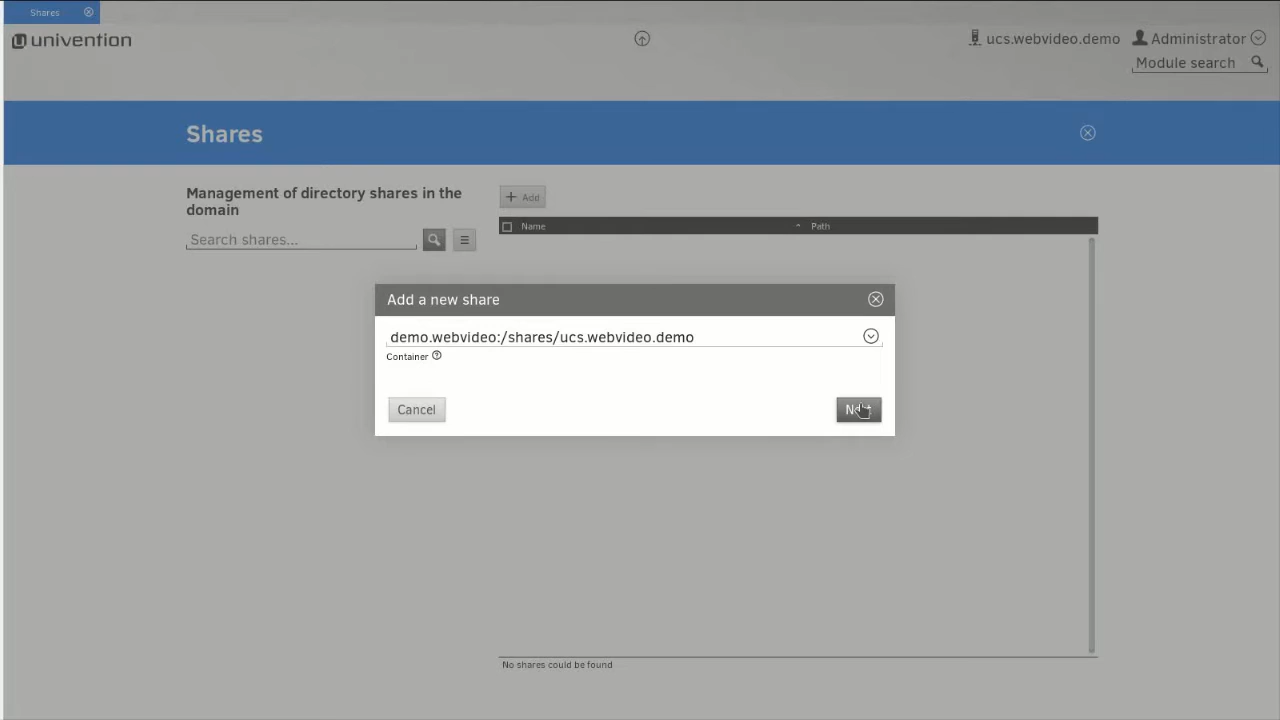 Shares
univention
ucs.webvideo.demo
Administrator
Module search
Shares
Management of directory shares in the
domain
Search shares...
Add
Name
Path
Add a new share
demo.webvideo:/shares/ucs.webvideo.demo
Container
Cancel
No shares could be found